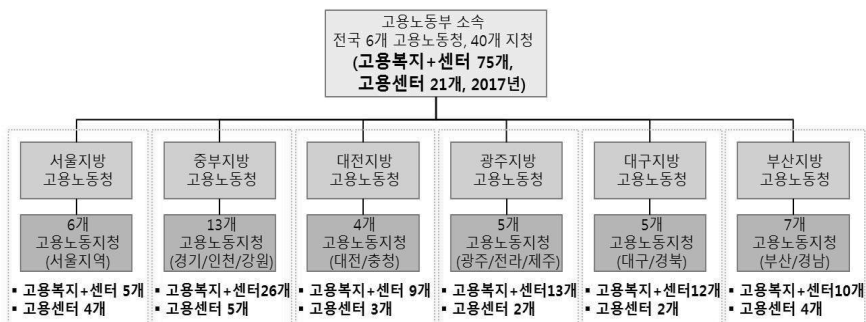 고용노동부 소속
전국 6개 고용노동청, 40개 지청
(고용복지+센터 75개,
고용센터 21개, 2017년)
서울지방
고용노동청
중부지방
고용노동청
대전지방
고용노동청
광주지방
고용노동청
대구지방
고용노동청
부산지방
고용노동청
6개
고용노동지청
(서울지역)
13개
고용노동지청
(경기/인천/강원)
4개
고용노동지청
(대전/충청)
5개
고용노동지청
(광주/전라/제주)
5개
고용노동지청
(대구/경북)
7개
고용노동지청
(부산/경남)
▪ 고용복지+센터 5개
▪ 고용센터 4개
▪ 고용복지+센터26개
▪ 고용센터 5개
▪ 고용복지+센터 9개
▪ 고용센터 3개
▪ 고용복지+센터13개
▪ 고용센터 2개
▪ 고용복지+센터12개
▪ 고용센터 2개
▪ 고용복지+센터10개
▪ 고용센터 4개